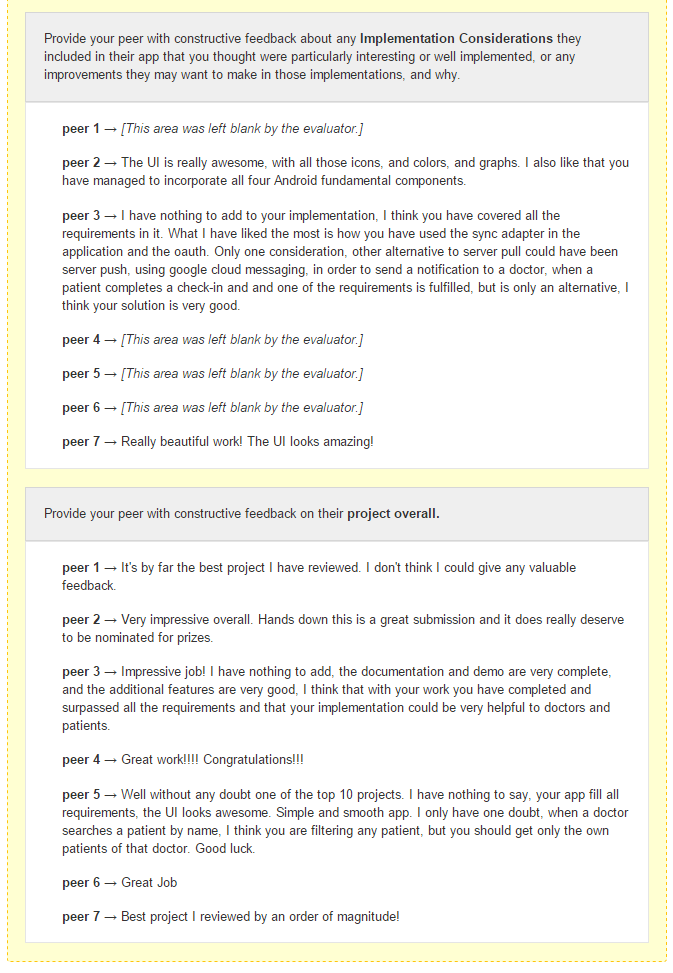 Provide your peer with constructive feedback about any Implementation Considerations they
included in their app that you thought were particularly interesting or well implemented, or any
improvements they may want to make in those implementations, and why.
peer 1 → [This area was left blank by the evaluator.]
peer 2 → The UI is really awesome, with all those icons, and colors, and graphs. I also like that you
have managed to incorporate all four Android fundamental components.
peer 3 → I have nothing to add to your implementation, I think you have covered all the
requirements in it. What I have liked the most is how you have used the sync adapter in the
application and the oauth. Only one consideration, other alternative to server pull could have been
server push, using google cloud messaging, in order to send a notification to a doctor, when a
patient completes a check-in and and one of the requirements is fulfilled, but is only an alternative, I
think your solution is very good.
peer 4 → [This area was left blank by the evaluator.]
peer 5 → [This area was left blank by the evaluator.]
peer 6 → [This area was left blank by the evaluator.]
peer 7 → Really beautiful work! The UI looks amazing!
Provide your peer with constructive feedback on their project overall.
peer 1 → It's by far the best project I have reviewed. I don't think I could give any valuable
feedback.
peer 2 → Very impressive overall. Hands down this is a great submission and it does really deserve
to be nominated for prizes.
peer 3 → Impressive job! I have nothing to add, the documentation and demo are very complete,
and the additional features are very good, I think that with your work you have completed and
surpassed all the requirements and that your implementation could be very helpful to doctors and
patients.
peer 4 → Great work!!!! Congratulations!!!
peer 5 → Well without any doubt one of the top 10 projects. I have nothing to say, your app fill all
requirements, the UI looks awesome. Simple and smooth app. I only have one doubt, when a doctor
searches a patient by name, I think you are filtering any patient, but you should get only the own
patients of that doctor. Good luck.
peer 6 → Great Job
peer 7 → Best project I reviewed by an order of magnitude!